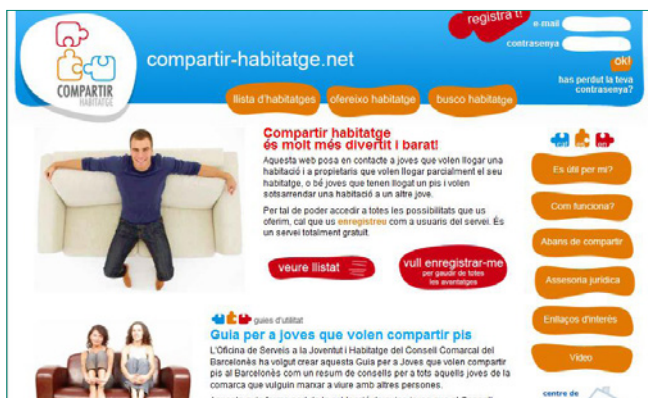 registra't!
e-mail
contrasenya
ok!
has perdut la teva
contrasenya?
COMPARTIR
HABITATGE
compartir-habitatge.net
llista d'habitatges
ofereixo habitatge
busco habitatge
Compartir habitatge
és molt més divertit i barat!
Aquesta web posa en contacte a joves que volen llogar una
habitació i a propietaris que volen llogar parcialment el seu
habitatge, o bé joves que tenen llogat un pis i volen
sotsarrendar una habitació a un altre jove.
Per tal de poder accedir a totes les possibilitats que us
oferim, cal que us enregistreu com a usuaris del servei. És
un servei totalment gratuït.
veure llistat
vull enregistrar-me
per gaudir de totes
les avantatges
Es útil per mi?
Com funciona?
Abans de compartir
Assesoria jurídica
Enllaços d'interès
Vídeo
centre de
guies d'utilitat
Guia per a joves que volen compartir pis
L'Oficina de Serveis a la Joventut i Habitatge del Consell Comarcal del
Barcelonès ha volgut crear aquesta Guia per a Joves que volen compartir
pis al Barcelonès com un resum de consells per a tots aquells joves de la
comarca que vulguin marxar a viure amb altres persones.